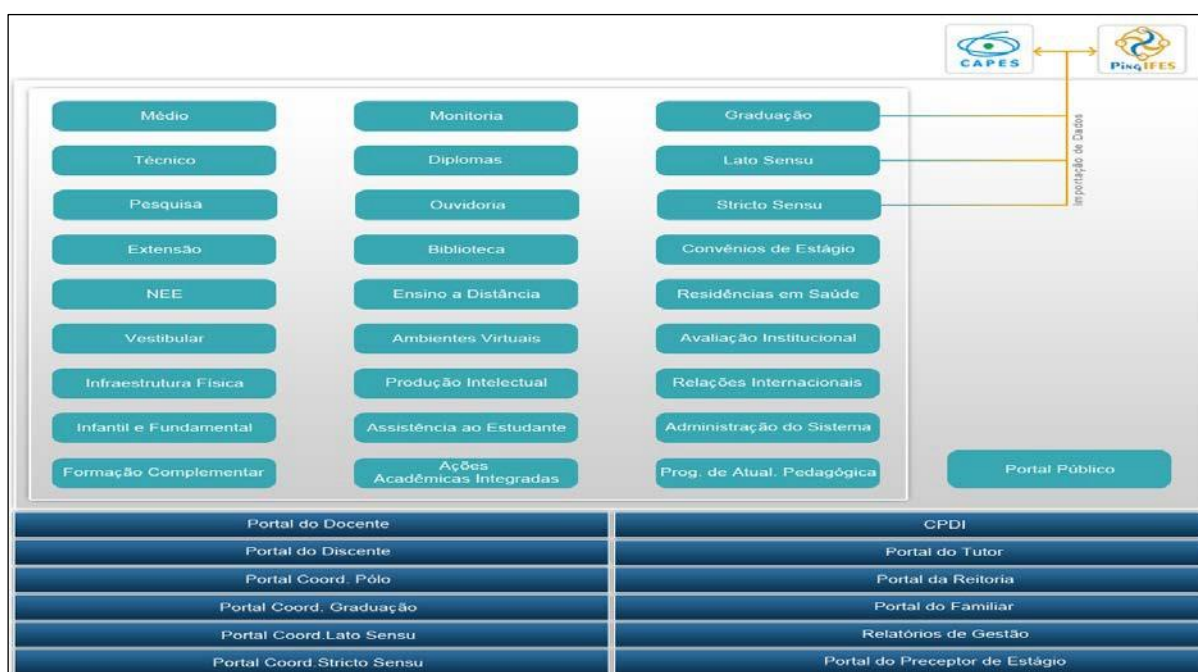 CAPES
PingIFES
Importação de Dados
Médio
Monitoria
Graduação
Técnico
Diplomas
Lato Sensu
Pesquisa
Ouvidoria
Stricto Sensu
Extensão
Biblioteca
Convênios de Estágio
NEE
Ensino a Distância
Residências em Saúde
Vestibular
Ambientes Virtuais
Avaliação Institucional
Infraestrutura Física
Produção Intelectual
Relações Internacionais
Infantil e Fundamental
Assistência ao Estudante
Administração do Sistema
Formação Complementar
Ações
Acadêmicas Integradas
Prog. de Atual. Pedagógica
Portal Público
Portal do Docente
CPDI
Portal do Discente
Portal do Tutor
Portal Coord. Pólo
Portal da Reitoria
Portal Coord. Graduação
Portal do Familiar
Portal Coord.Lato Sensu
Relatórios de Gestão
Portal Coord.Stricto Sensu
Portal do Preceptor de Estágio